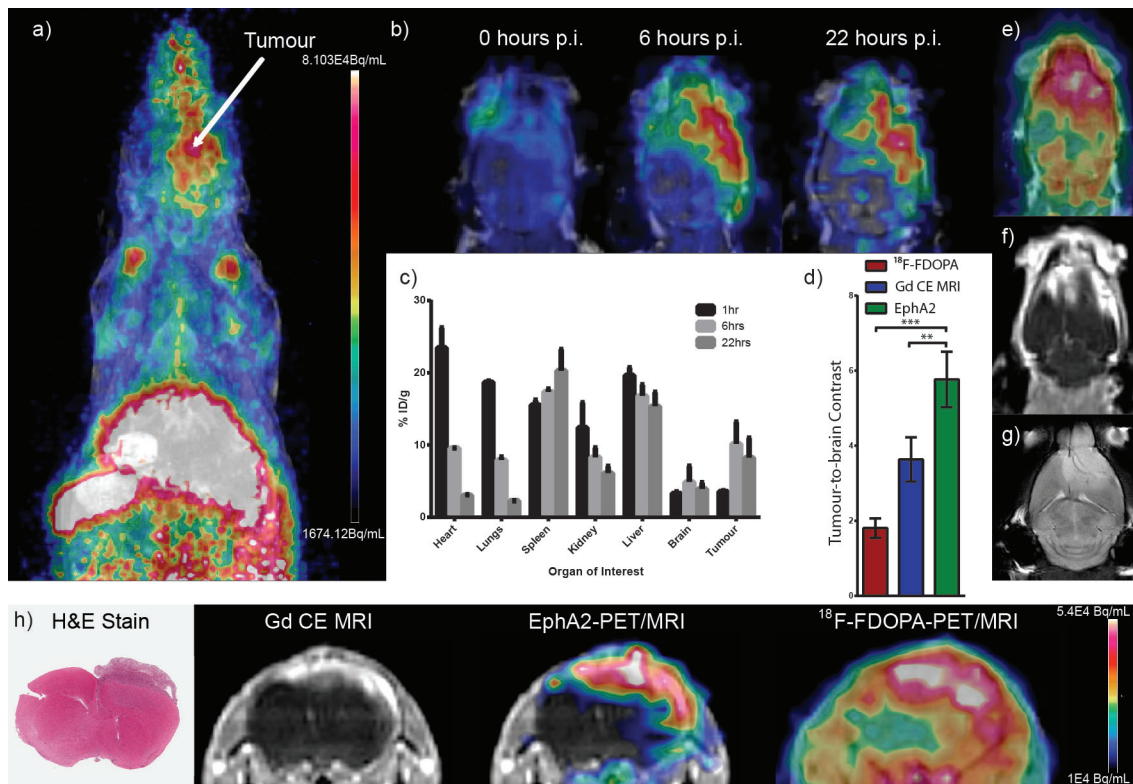 a)
Tumour
8.103E4Bq/mL
1674.12Bq/mL
b)
0 hours p.i.
6 hours p.i.
22 hours p.i.
c)
% ID/g
30
20
10
0
1hr
6hrs
22hrs
Heart
Lungs
Spleen
Kidney
Liver
Brain
Tumour
Organ of Interest
d)
18F-FDOPA
Gd CE MRI
EphA2
Tumour-to-brain Contrast
8
6
4
2
0
***
**
e)
f)
g)
h)
H&E Stain
Gd CE MRI
EphA2-PET/MRI
18F-FDOPA-PET/MRI
5.4E4 Bq/mL
1E4 Bq/mL